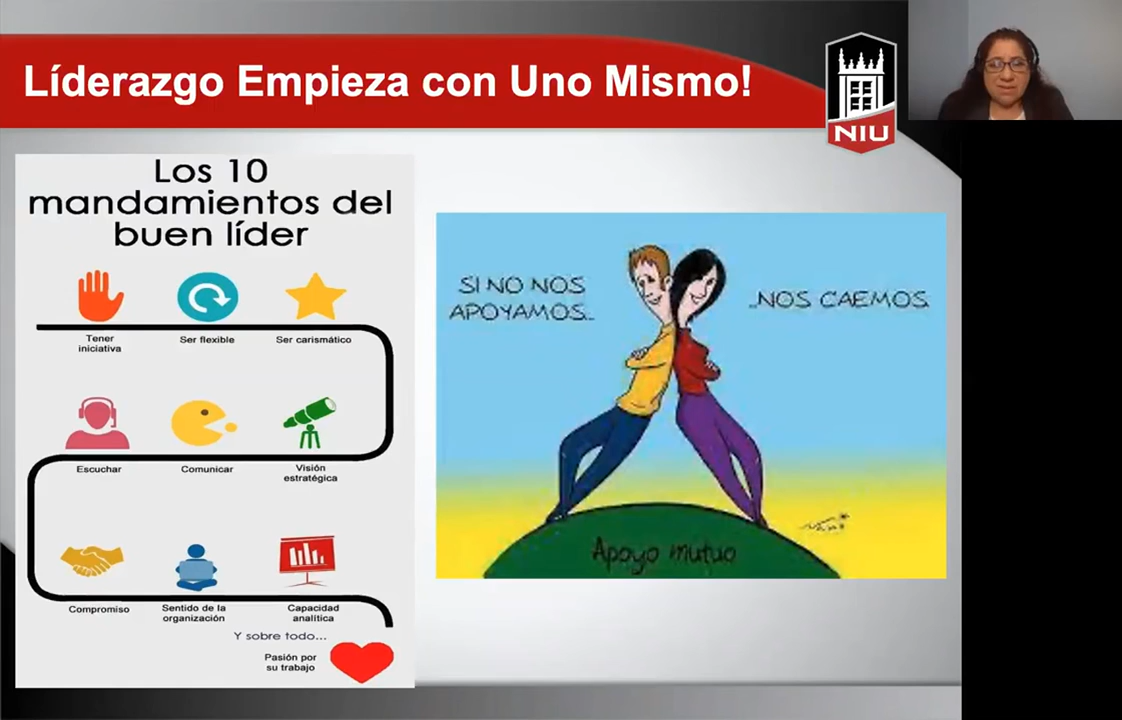 Líderazgo Empieza con Uno Mismo!
NIU
Los 10
mandamientos del
buen líder
Tener
iniciativa
Ser flexible
Ser carismático
Escuchar
Comunicar
Visión
estratégica
Compromiso
Sentido de la
organización
Capacidad
analítica
Y sobre todo...
Pasión por
su trabajo
SI NO NOS
APOYAMOS...
...NOS CAEMOS.
Apoyo mutuo